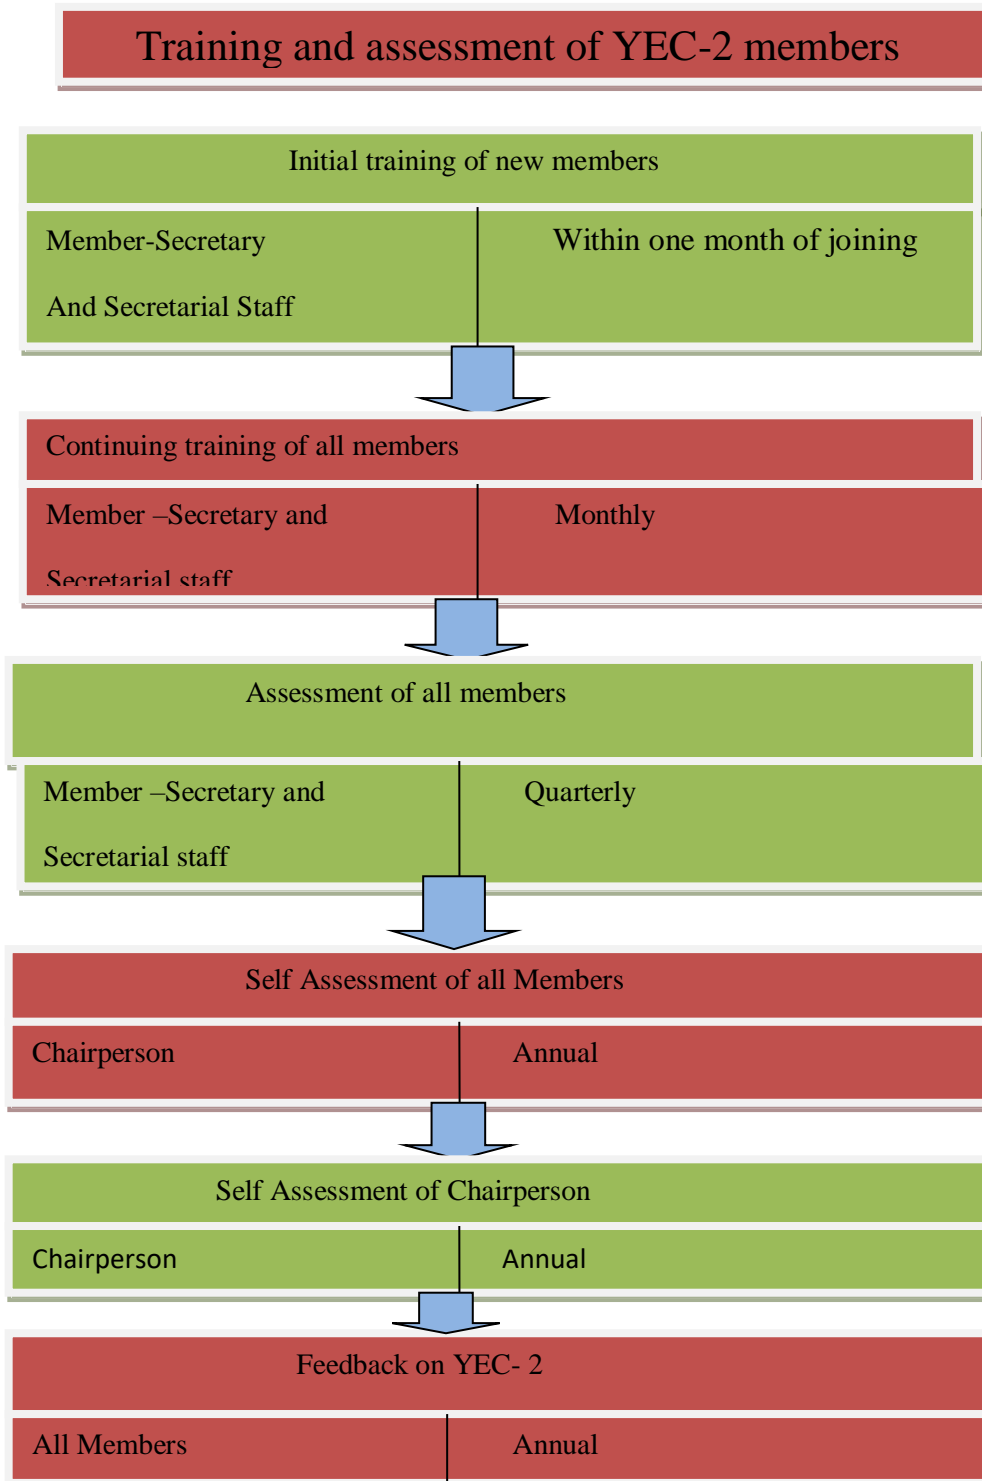 Training and assessment of YEC-2 members
Initial training of new members
Member-Secretary
And Secretarial Staff
Within one month of joining
Continuing training of all members
Member –Secretary and
Secretarial staff
Monthly
Assessment of all members
Member –Secretary and
Secretarial staff
Quarterly
Self Assessment of all Members
Chairperson
Annual
Self Assessment of Chairperson
Chairperson
Annual
Feedback on YEC- 2
All Members
Annual